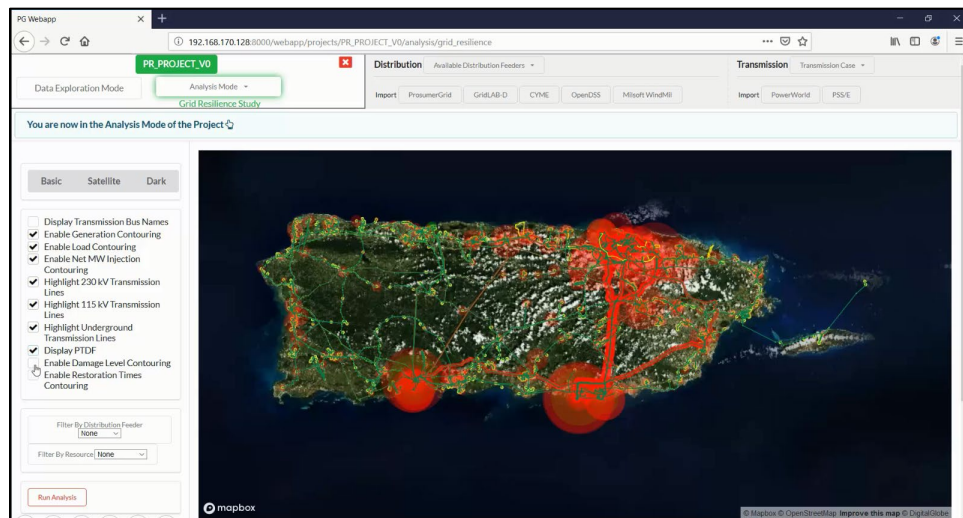 PG Webapp
192.168.170.128:8000/webapp/projects/PR_PROJECT_V0/analysis/grid_resilience
PR_PROJECT_V0
Data Exploration Mode
Analysis Mode
Grid Resilience Study
Distribution Available Distribution Feeders
Import ProsumerGrid GridLAB-D CYME OpenDSS Milsoft WindMil
Transmission Transmission Case
Import PowerWorld PSS/E
You are now in the Analysis Mode of the Project
Basic Satellite Dark
Display Transmission Bus Names
Enable Generation Contouring
Enable Load Contouring
Enable Net MW Injection
Contouring
Highlight 230 kV Transmission
Lines
Highlight 115 kV Transmission
Lines
Highlight Underground
Transmission Lines
Display PTDF
Enable Damage Level Contouring
Enable Restoration Times
Contouring
Filter By Distribution Feeder
None
Filter By Resource None
Run Analysis
mapbox
© Mapbox © OpenStreetMap Improve this map © DigitalGlobe